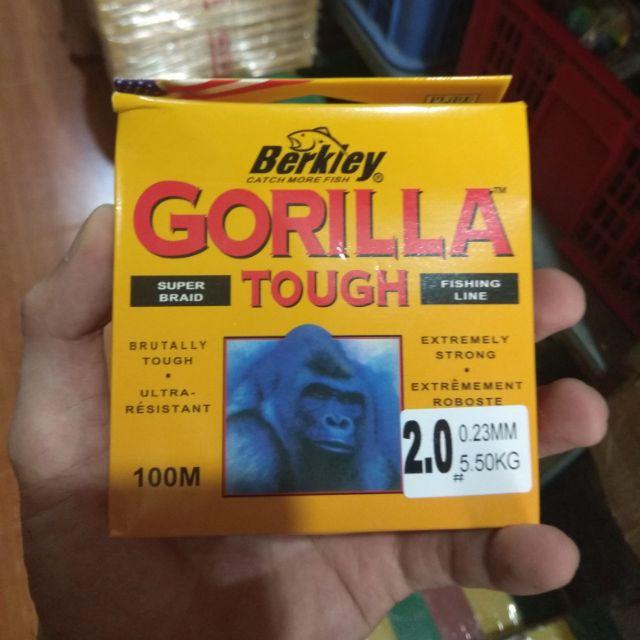 Berkley®
CATCH MORE FISH
GORILLA™
SUPER BRAID
TOUGH
FISHING LINE
BRUTALLY TOUGH
•
ULTRA-RÉSISTANT
EXTREMELY STRONG
•
EXTRÊMEMENT ROBOSTE
100M
2.0
#
0.23MM
5.50KG